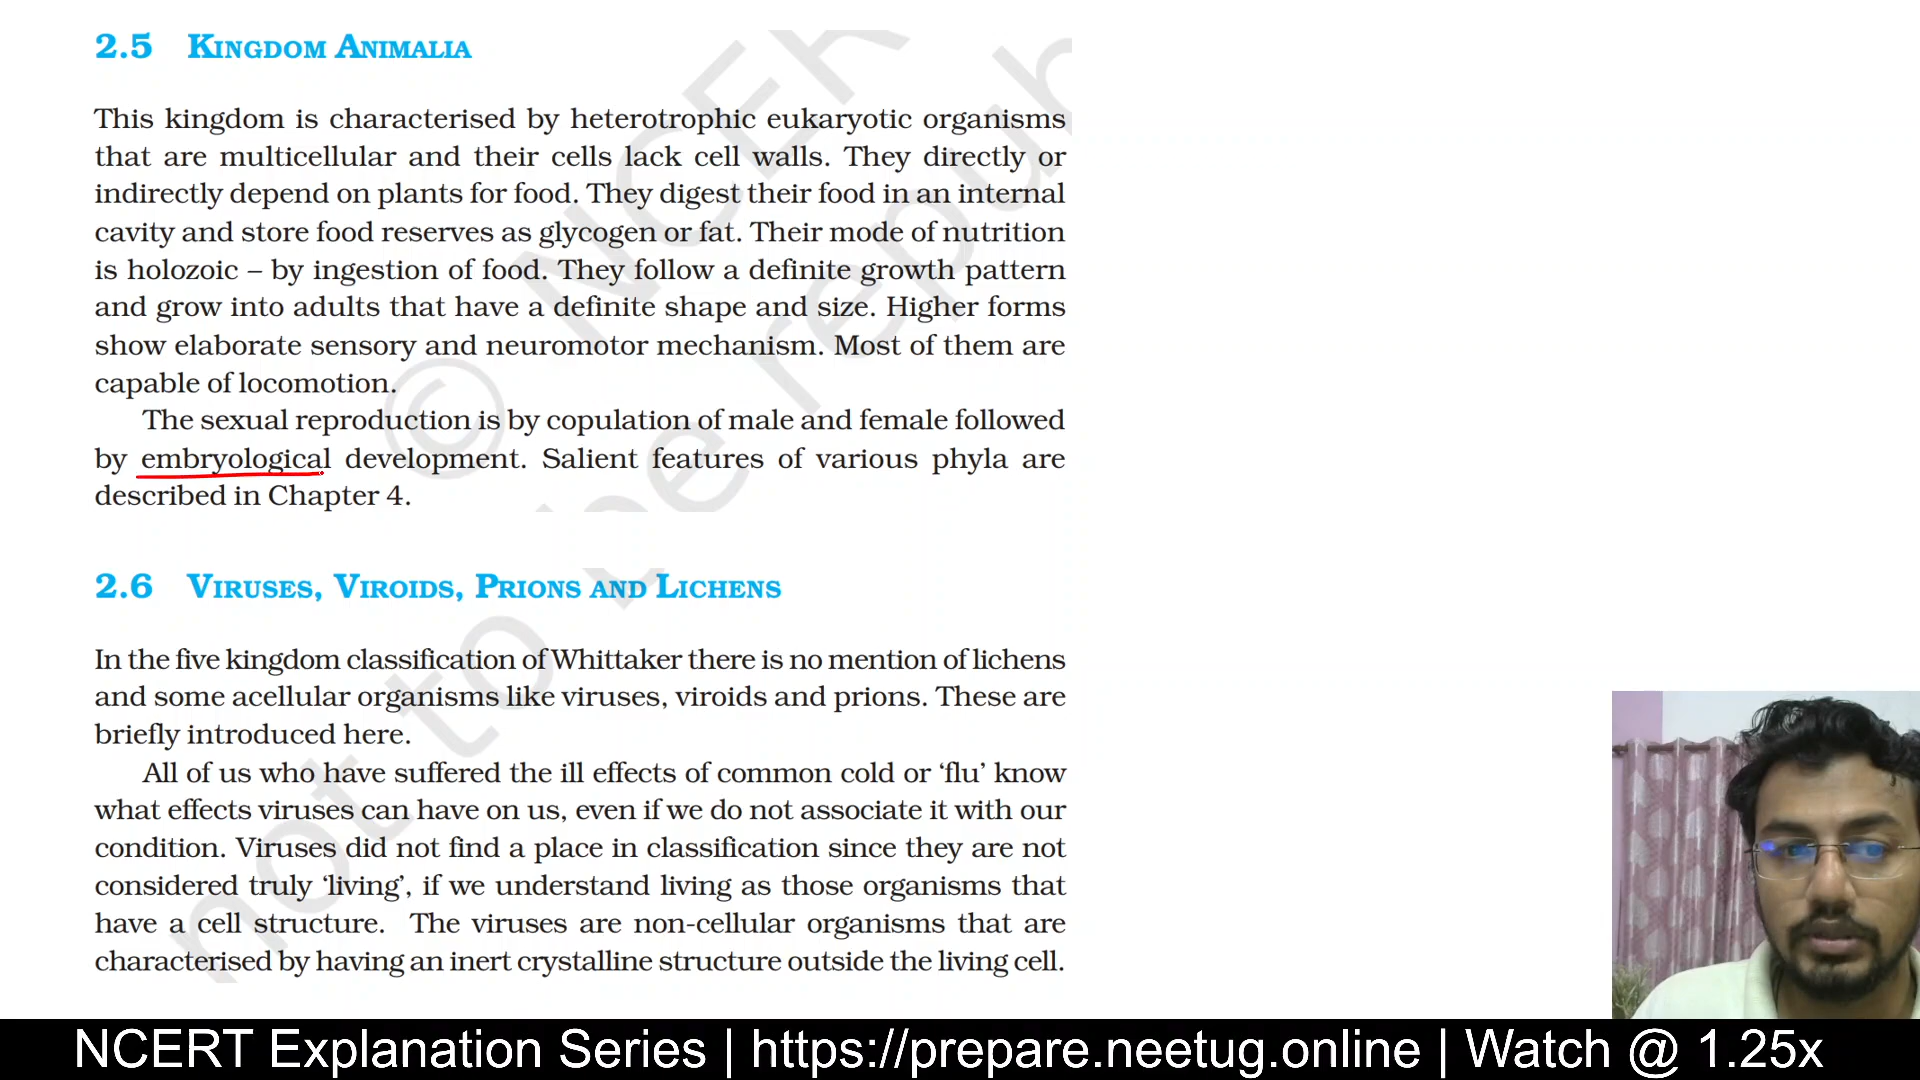 2.5 KINGDOM ANIMALIA
This kingdom is characterised by heterotrophic eukaryotic organisms
that are multicellular and their cells lack cell walls. They directly or
indirectly depend on plants for food. They digest their food in an internal
cavity and store food reserves as glycogen or fat. Their mode of nutrition
is holozoic – by ingestion of food. They follow a definite growth pattern
and grow into adults that have a definite shape and size. Higher forms
show elaborate sensory and neuromotor mechanism. Most of them are
capable of locomotion.
The sexual reproduction is by copulation of male and female followed
by embryological development. Salient features of various phyla are
described in Chapter 4.
2.6 VIRUSES, VIROIDS, PRIONS AND LICHENS
In the five kingdom classification of Whittaker there is no mention of lichens
and some acellular organisms like viruses, viroids and prions. These are
briefly introduced here.
All of us who have suffered the ill effects of common cold or ‘flu’ know
what effects viruses can have on us, even if we do not associate it with our
condition. Viruses did not find a place in classification since they are not
considered truly ‘living’, if we understand living as those organisms that
have a cell structure. The viruses are non-cellular organisms that are
characterised by having an inert crystalline structure outside the living cell.
© NCER
not to be repub
NCERT Explanation Series | https://prepare.neetug.online | Watch @ 1.25x